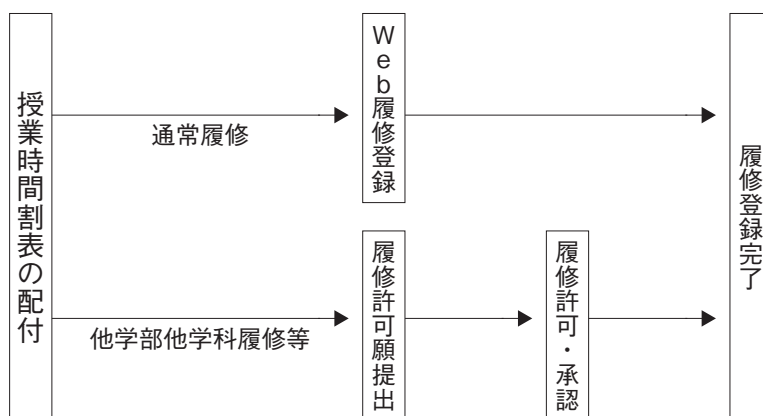 授業時間割表の配付
通常履修
Web履修登録
他学部他学科履修等
履修許可願提出
履修許可・承認
履修登録完了